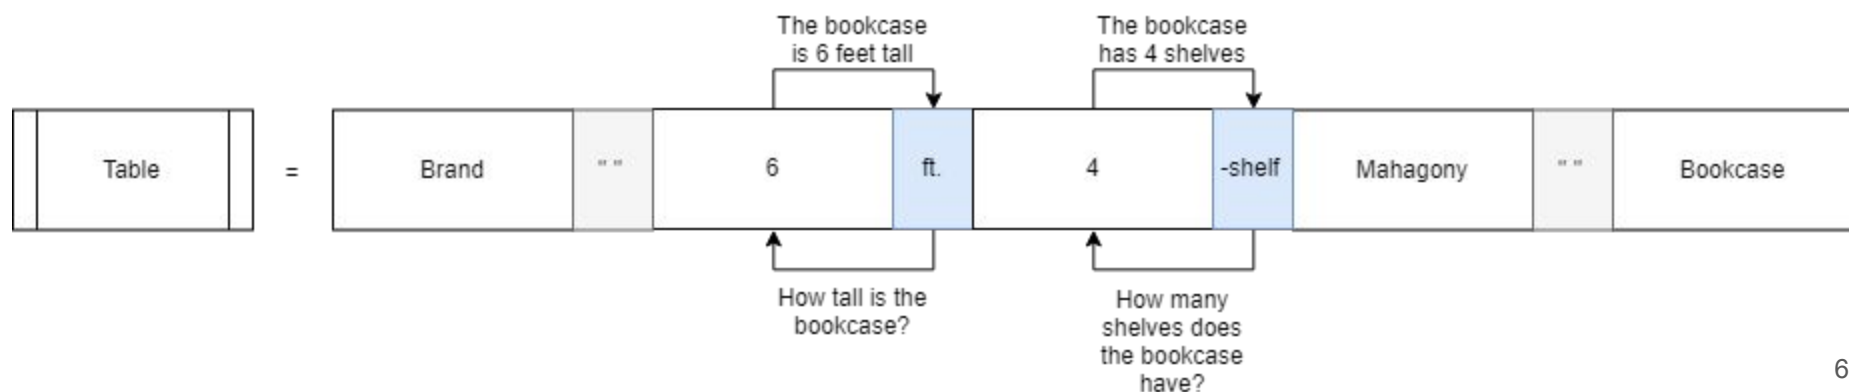 The bookcase
is 6 feet tall
The bookcase
has 4 shelves
Table
=
Brand
" "
6
ft.
4
-shelf
Mahagony
" "
Bookcase
How tall is the
bookcase?
How many
shelves does
the bookcase
have?
6